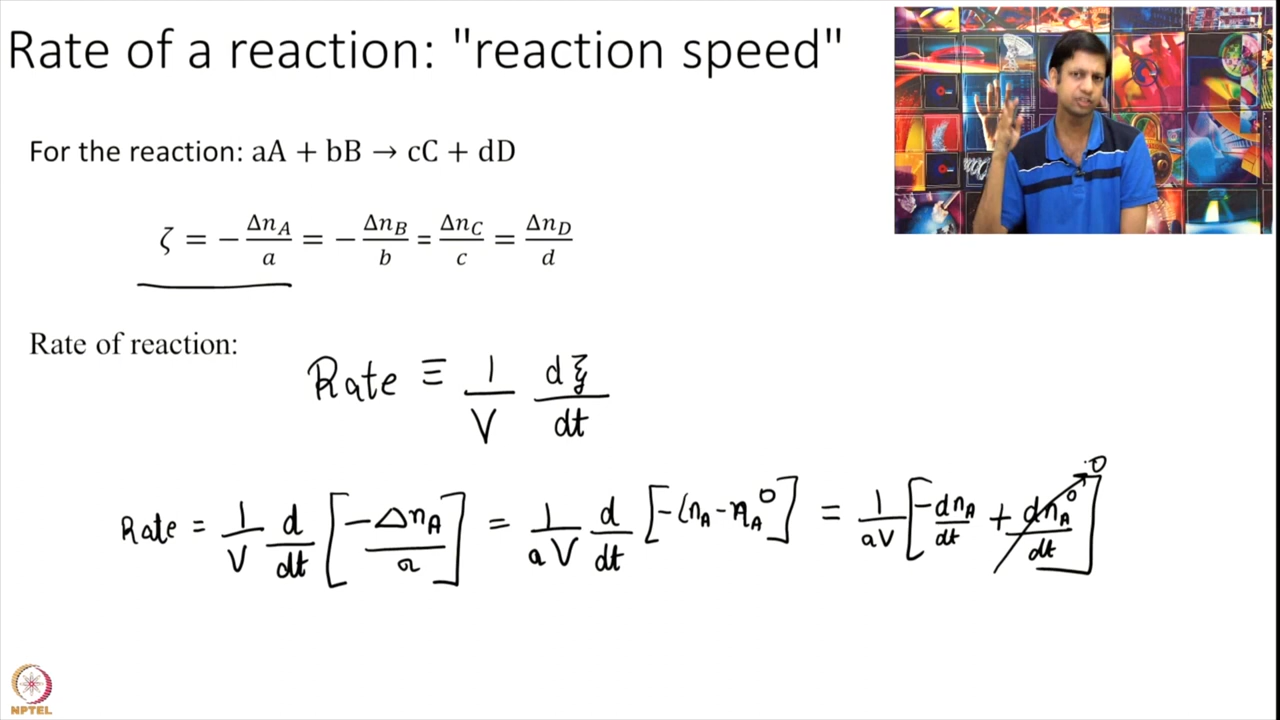 Rate of a reaction: "reaction speed"
For the reaction: aA + bB → cC + dD
ζ = −Δn_A/a = −Δn_B/b = Δn_C/c = Δn_D/d
Rate of reaction:
Rate ≡ 1/V dξ/dt
Rate = 1/V d/dt [−Δn_A/a] = 1/aV d/dt [−(n_A − n_A^0)] = 1/aV [−dn_A/dt + dn_A^0/dt] 0
NPTEL